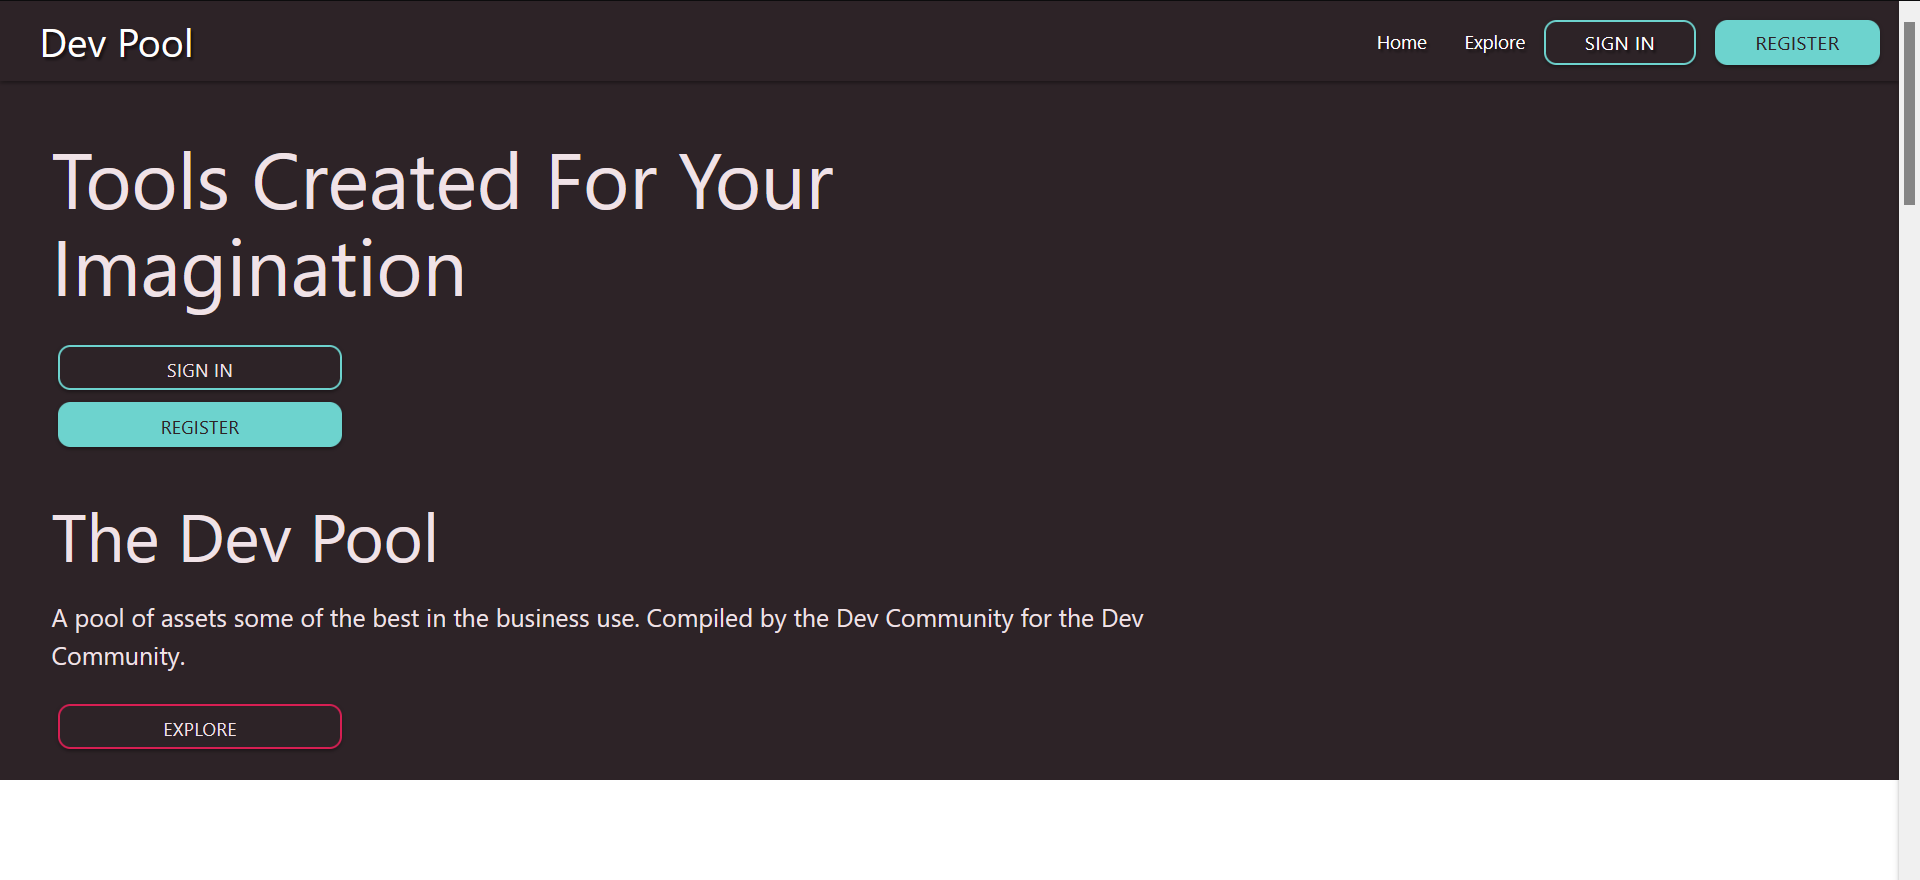 Dev Pool
Home Explore SIGN IN REGISTER
Tools Created For Your
Imagination
SIGN IN
REGISTER
The Dev Pool
A pool of assets some of the best in the business use. Compiled by the Dev Community for the Dev
Community.
EXPLORE